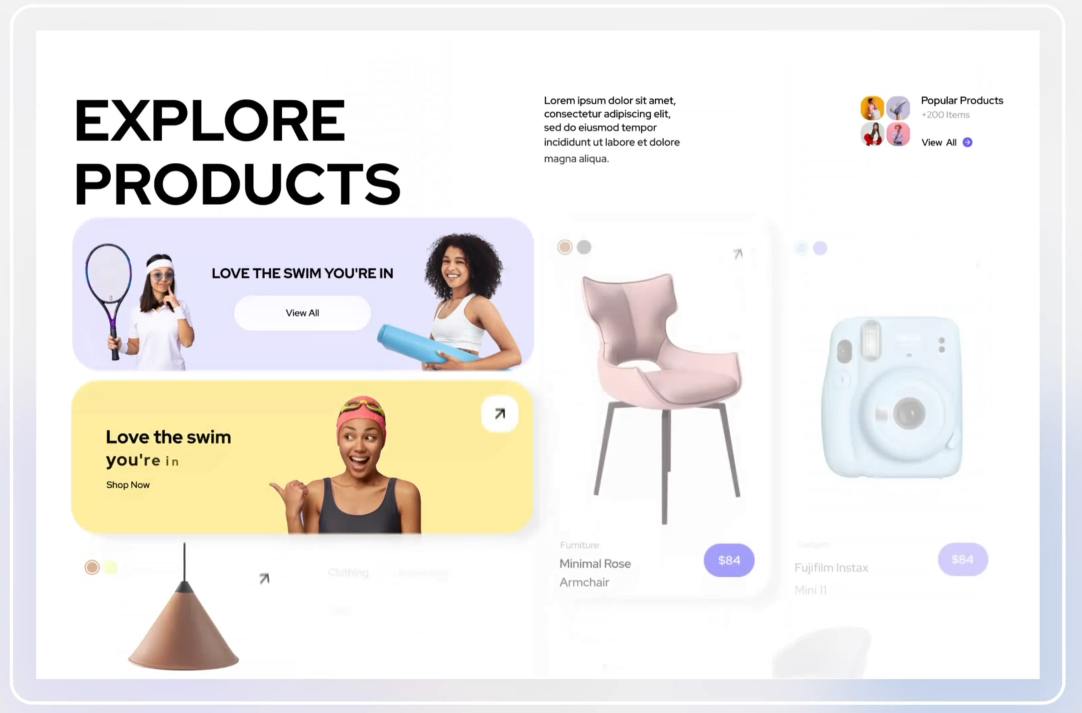 EXPLORE
PRODUCTS
Lorem ipsum dolor sit amet,
consectetur adipiscing elit,
sed do eiusmod tempor
incididunt ut labore et dolore
magna aliqua.
Popular Products
+200 Items
View All
LOVE THE SWIM YOU'RE IN
View All
Love the swim
you're in
Shop Now
Furniture
Minimal Rose
Armchair
$84
Fujifilm Instax
Mini 11
$84
Clothing